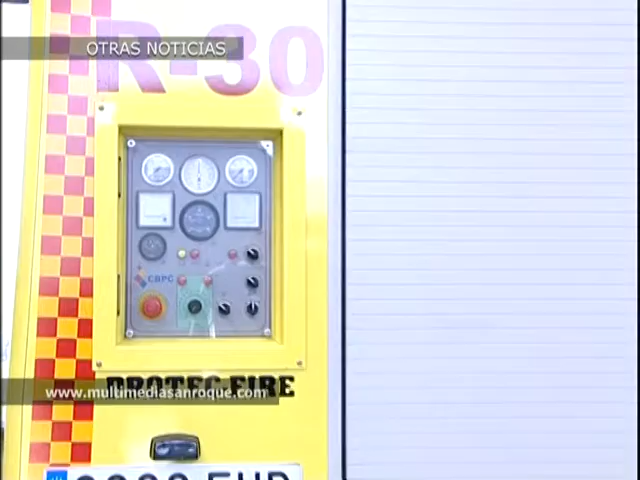 R-30
OTRAS NOTICIAS
CBPC
PROTEC-FIRE
www.multimediasanroque.com